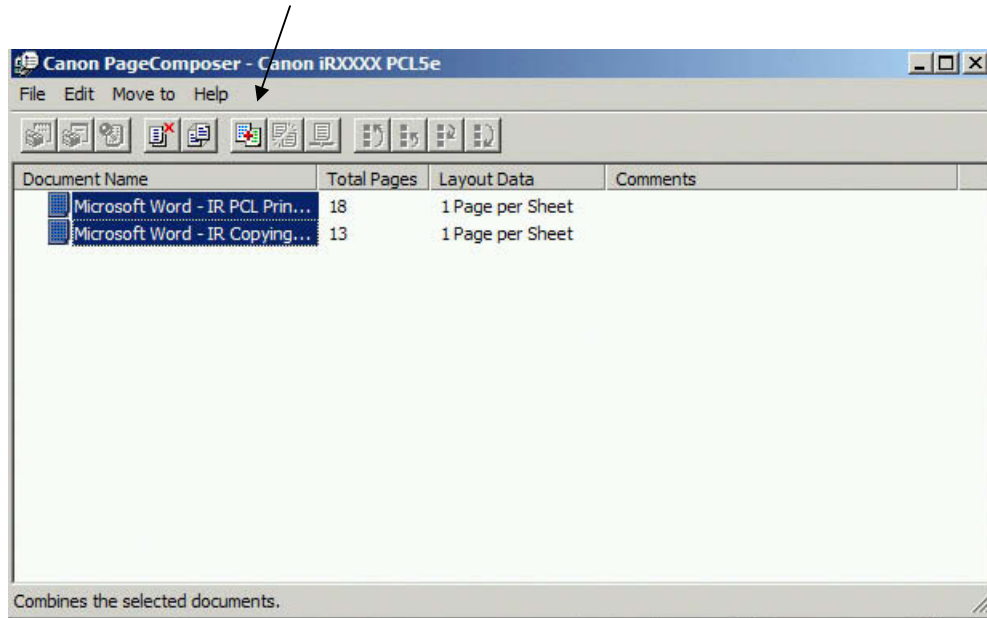 Canon PageComposer - Canon iRXXXX PCL5e
File Edit Move to Help
Document Name Total Pages Layout Data Comments
Microsoft Word - IR PCL Prin... 18 1 Page per Sheet
Microsoft Word - IR Copying... 13 1 Page per Sheet
Combines the selected documents.